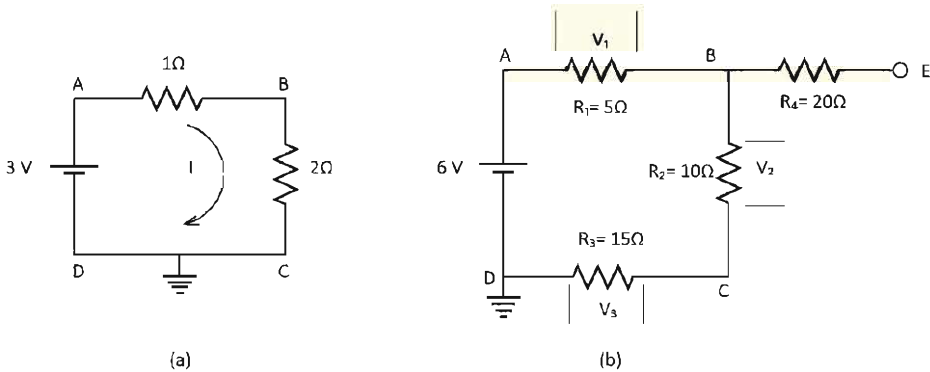 1Ω
A B
3 V I 2Ω
D C
(a)
V₁
A B E
R₁= 5Ω R₄= 20Ω
6 V R₂= 10Ω V₂
R₃= 15Ω
D C
V₃
(b)